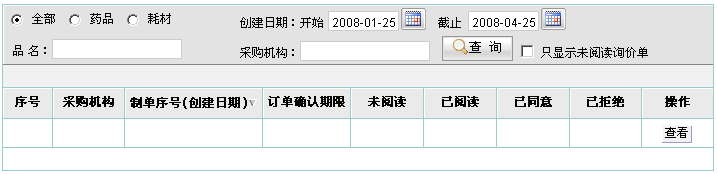 全部 药品 耗材 创建日期：开始 2008-01-25 截止 2008-04-25
品 名： 采购机构： 查 询 只显示未阅读询价单
序号 采购机构 制单序号(创建日期) 订单确认期限 未阅读 已阅读 已同意 已拒绝 操作
查看